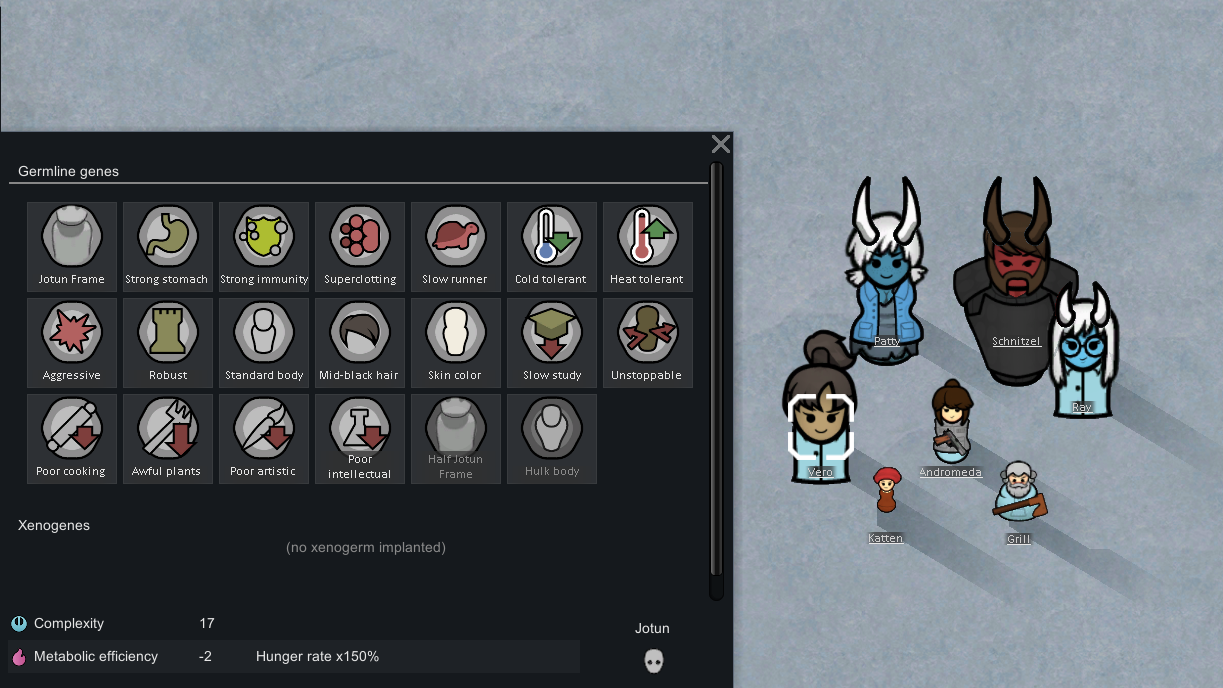 Germline genes
Jotun Frame
Strong stomach
Strong immunity
Superclotting
Slow runner
Cold tolerant
Heat tolerant
Aggressive
Robust
Standard body
Mid-black hair
Skin color
Slow study
Unstoppable
Poor cooking
Awful plants
Poor artistic
Poor
intellectual
Half Jotun
Frame
Hulk body
Xenogenes
(no xenogerm implanted)
Complexity 17
Metabolic efficiency -2 Hunger rate x150%
Jotun
Patty
Schnitzel
Ray
Vero
Andromeda
Katten
Grill